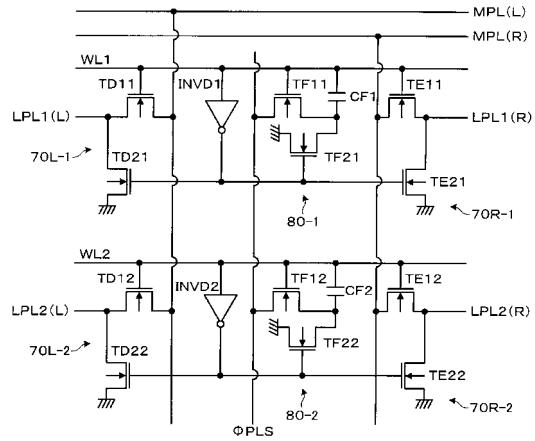 MPL(L)
MPL(R)
WL1
TD11 INVD1 TF11 CF1 TE11
LPL1(L) LPL1(R)
70L-1 TD21 TF21 TE21
80-1 70R-1
WL2
TD12 INVD2 TF12 CF2 TE12
LPL2(L) LPL2(R)
70L-2 TD22 TF22 TE22
80-2 70R-2
ΦPLS